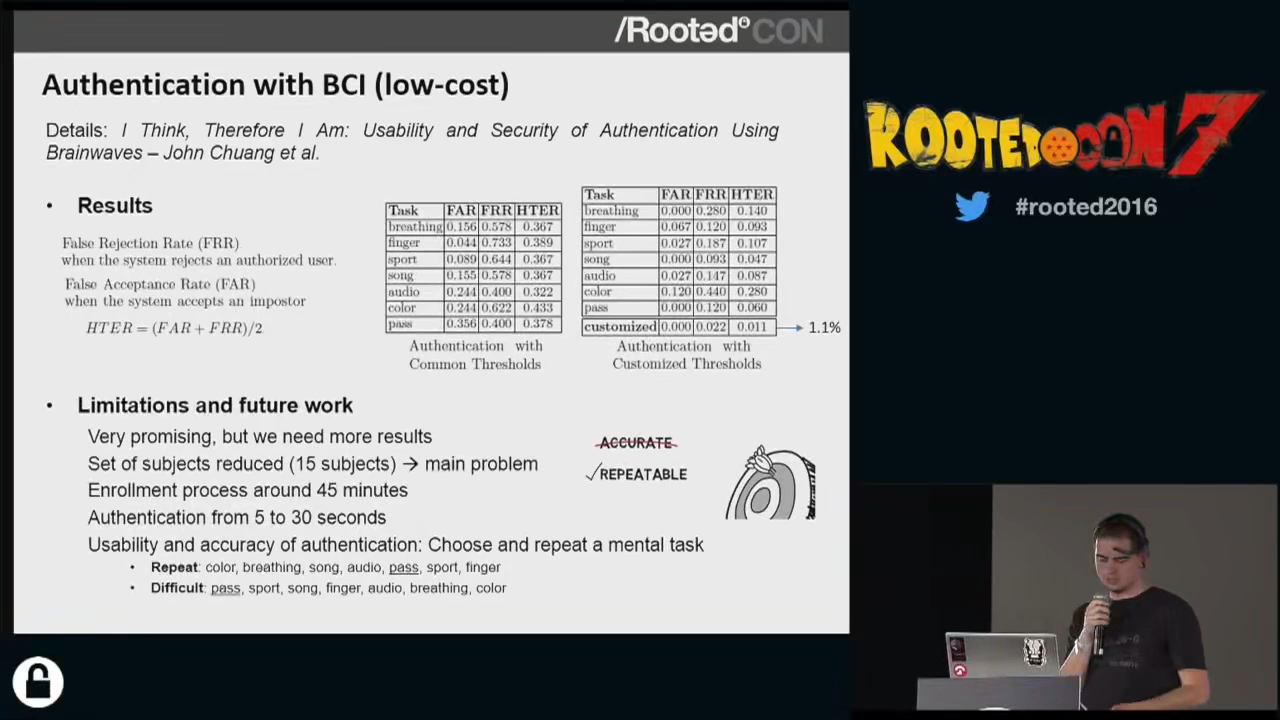 /Rootəd CON
Authentication with BCI (low-cost)
Details: I Think, Therefore I Am: Usability and Security of Authentication Using
Brainwaves – John Chuang et al.
• Results
False Rejection Rate (FRR)
when the system rejects an authorized user.
False Acceptance Rate (FAR)
when the system accepts an impostor
HTER = (FAR + FRR)/2
Task FAR FRR HTER
breathing 0.156 0.578 0.367
finger 0.044 0.733 0.389
sport 0.089 0.644 0.367
song 0.155 0.578 0.367
audio 0.244 0.400 0.322
color 0.244 0.622 0.433
pass 0.356 0.400 0.378
Authentication with
Common Thresholds
Task FAR FRR HTER
breathing 0.000 0.280 0.140
finger 0.067 0.120 0.093
sport 0.027 0.187 0.107
song 0.000 0.093 0.047
audio 0.027 0.147 0.087
color 0.120 0.440 0.280
pass 0.000 0.120 0.060
customized 0.000 0.022 0.011 → 1.1%
Authentication with
Customized Thresholds
• Limitations and future work
Very promising, but we need more results
Set of subjects reduced (15 subjects) → main problem
Enrollment process around 45 minutes
Authentication from 5 to 30 seconds
Usability and accuracy of authentication: Choose and repeat a mental task
• Repeat: color, breathing, song, audio, pass, sport, finger
• Difficult: pass, sport, song, finger, audio, breathing, color
ACCURATE
✓REPEATABLE
ROOTEDCON 7
#rooted2016